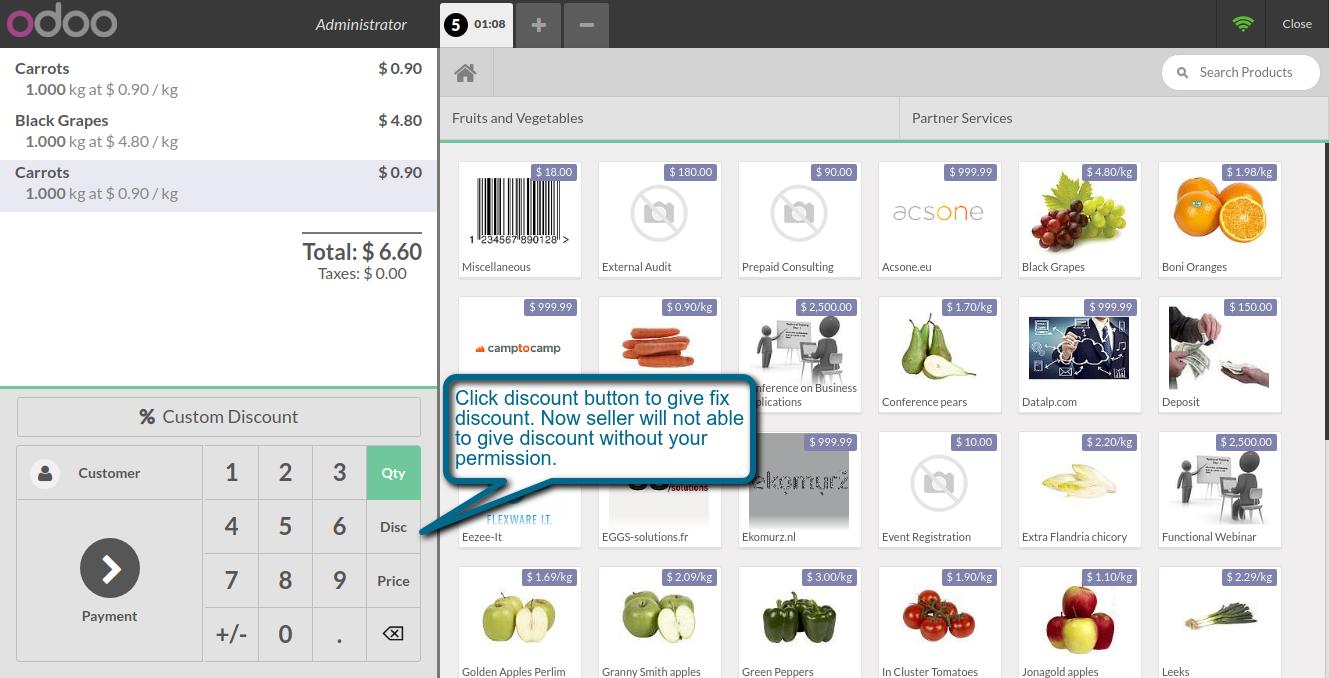 odoo
Administrator
5 01:08
+
−
Close
Carrots $ 0.90
1.000 kg at $ 0.90 / kg
Black Grapes $ 4.80
1.000 kg at $ 4.80 / kg
Carrots $ 0.90
1.000 kg at $ 0.90 / kg
Total: $ 6.60
Taxes: $ 0.00
% Custom Discount
Customer
Payment
1 2 3 Qty
4 5 6 Disc
7 8 9 Price
+/- 0 .
Search Products
Fruits and Vegetables Partner Services
$ 18.00 $ 180.00 $ 90.00 $ 999.99 $ 4.80/kg $ 1.98/kg
acsone
1 234567 890128 >
Miscellaneous External Audit Prepaid Consulting Acsone.eu Black Grapes Boni Oranges
$ 999.99 $ 0.90/kg $ 2,500.00 $ 1.70/kg $ 999.99 $ 150.00
camptocamp
Business
Conference pears Datalp.com Deposit
Click discount button to give fix
discount. Now seller will not able
to give discount without your
permission.
$ 999.99 $ 10.00 $ 2.20/kg $ 2,500.00
/solutions
ekomurz
FLEXWARE I.T.
Eezee-It EGGS-solutions.fr Ekomurz.nl Event Registration Extra Flandria chicory Functional Webinar
$ 1.69/kg $ 2.09/kg $ 3.00/kg $ 1.90/kg $ 1.10/kg $ 2.29/kg
Golden Apples Perlim Granny Smith apples Green Peppers In Cluster Tomatoes Jonagold apples Leeks